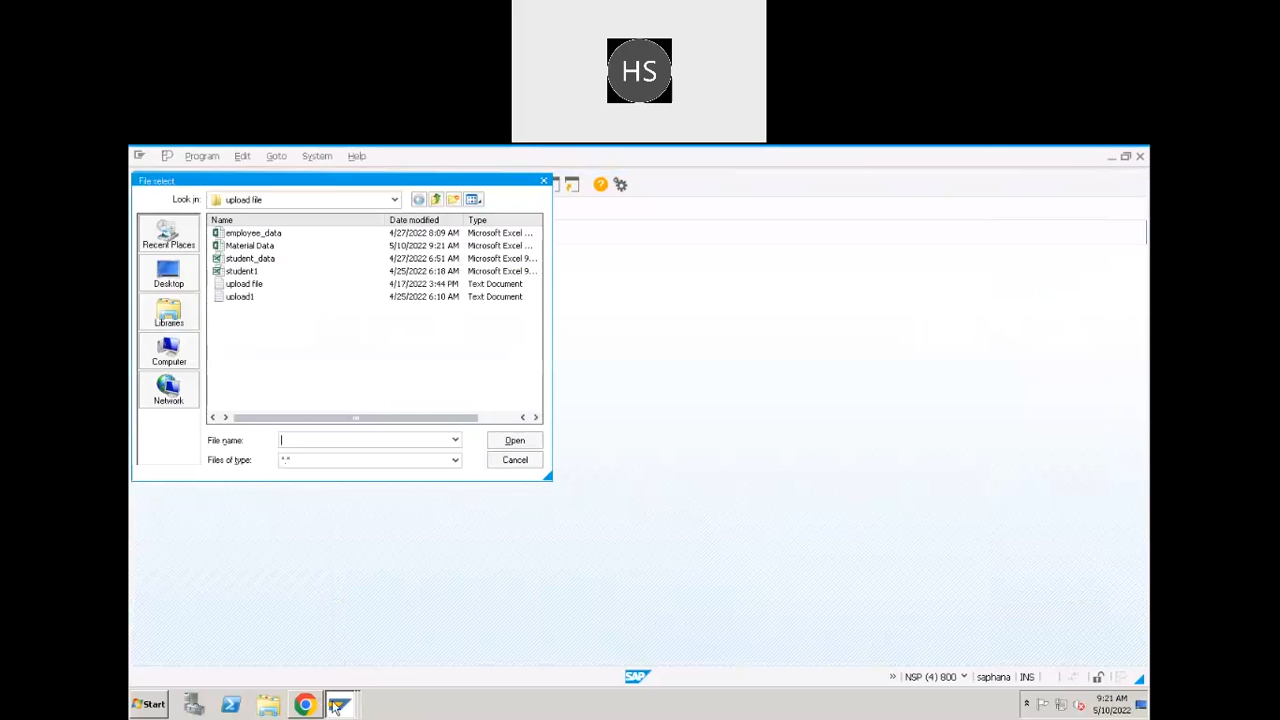 HS
Program Edit Goto System Help
File select
Look in: upload file
Name Date modified Type
employee_data 4/27/2022 8:09 AM Microsoft Excel ...
Material Data 5/10/2022 9:21 AM Microsoft Excel ...
student_data 4/27/2022 6:51 AM Microsoft Excel 9...
student1 4/25/2022 6:18 AM Microsoft Excel 9...
upload file 4/17/2022 3:44 PM Text Document
upload1 4/25/2022 6:10 AM Text Document
Recent Places
Desktop
Libraries
Computer
Network
File name: Open
Files of type: *.* Cancel
SAP
» NSP (4) 800 saphana INS
Start
9:21 AM
5/10/2022